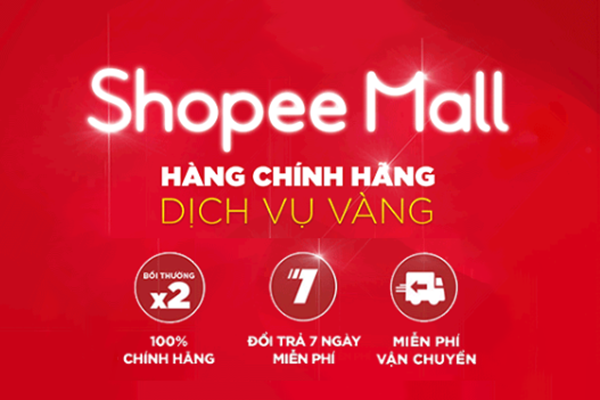 Shopee Mall
HÀNG CHÍNH HÃNG
DỊCH VỤ VÀNG
BỒI THƯỜNG
x2
7
100%
CHÍNH HÃNG
ĐỔI TRẢ 7 NGÀY
MIỄN PHÍ
MIỄN PHÍ
VẬN CHUYỂN